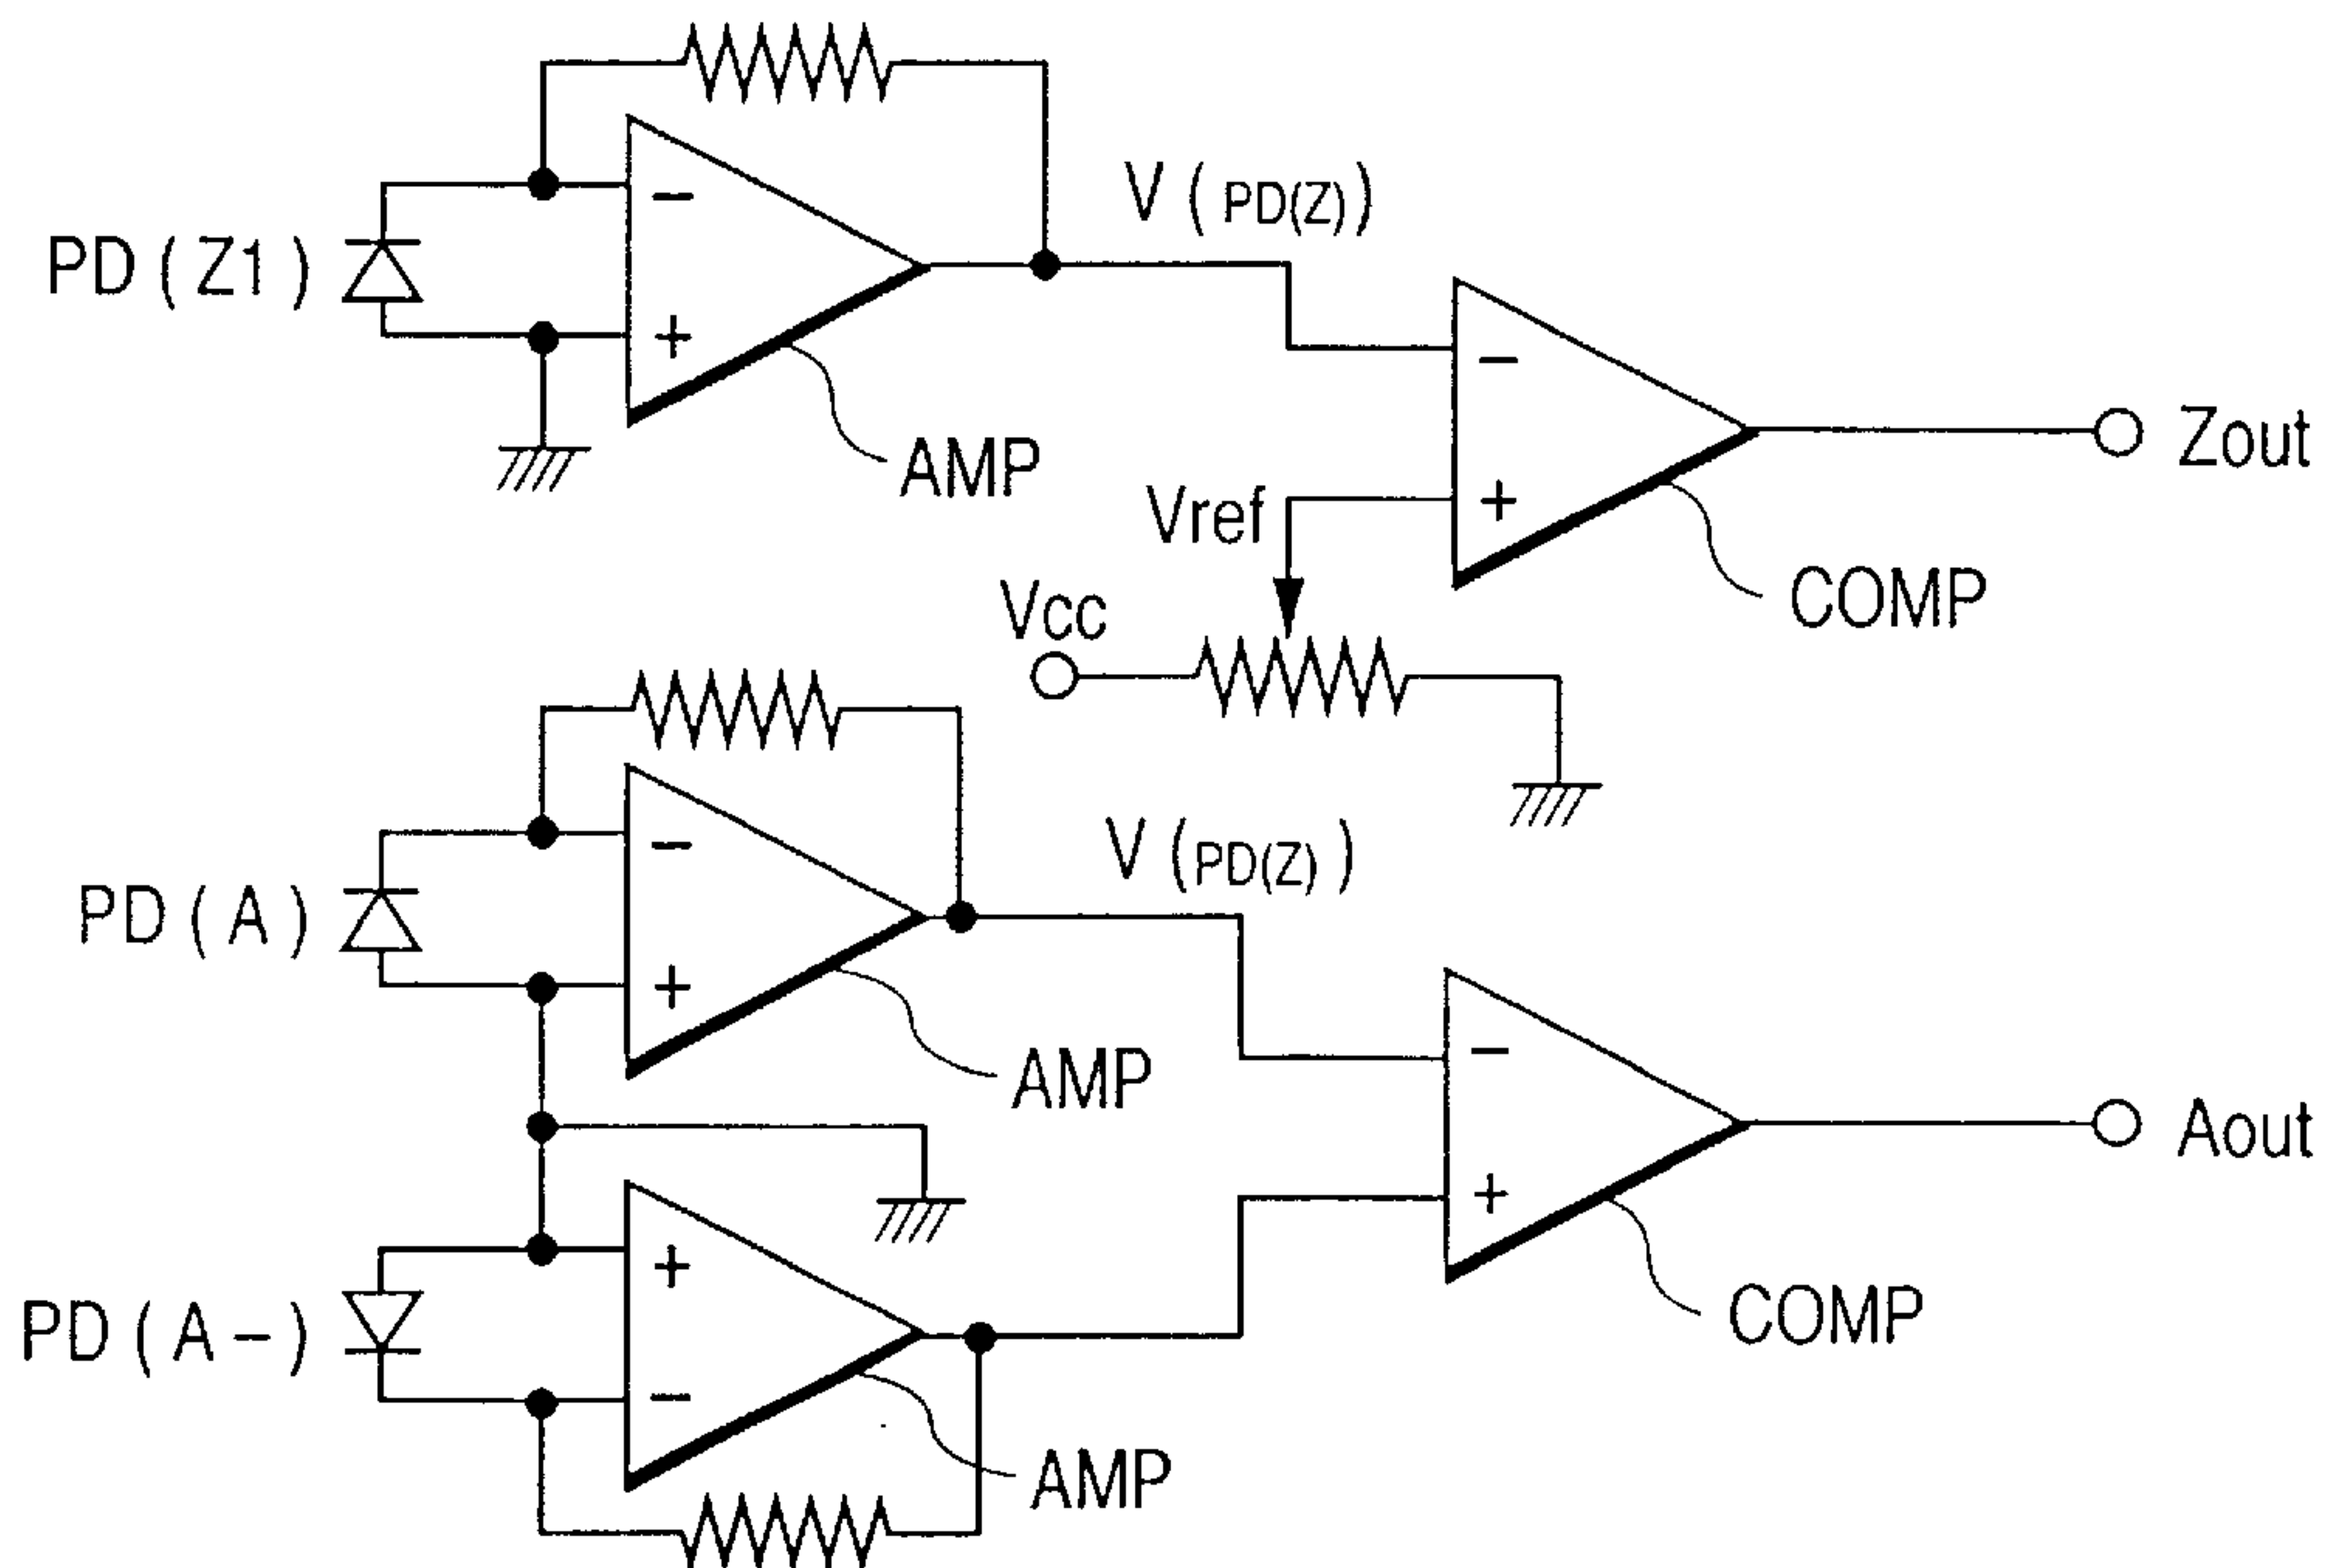 V (PD(Z))
PD (Z1)
−
+
AMP
Zout
−
+
Vref
COMP
Vcc
V (PD(Z))
PD (A)
−
+
AMP
−
+
Aout
COMP
PD (A−)
+
−
AMP